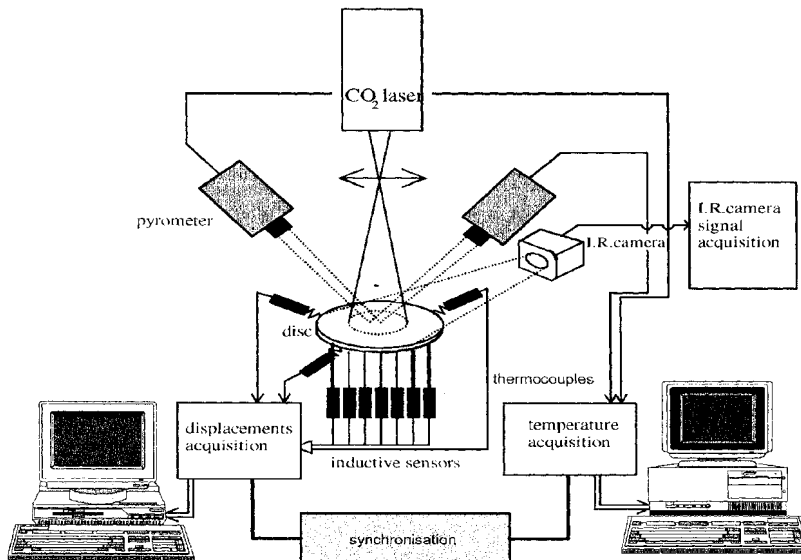 CO2 laser
pyrometer
I.R.camera
I.R.camera
signal
acquisition
disc
thermocouples
displacements
acquisition
temperature
acquisition
inductive sensors
synchronisation